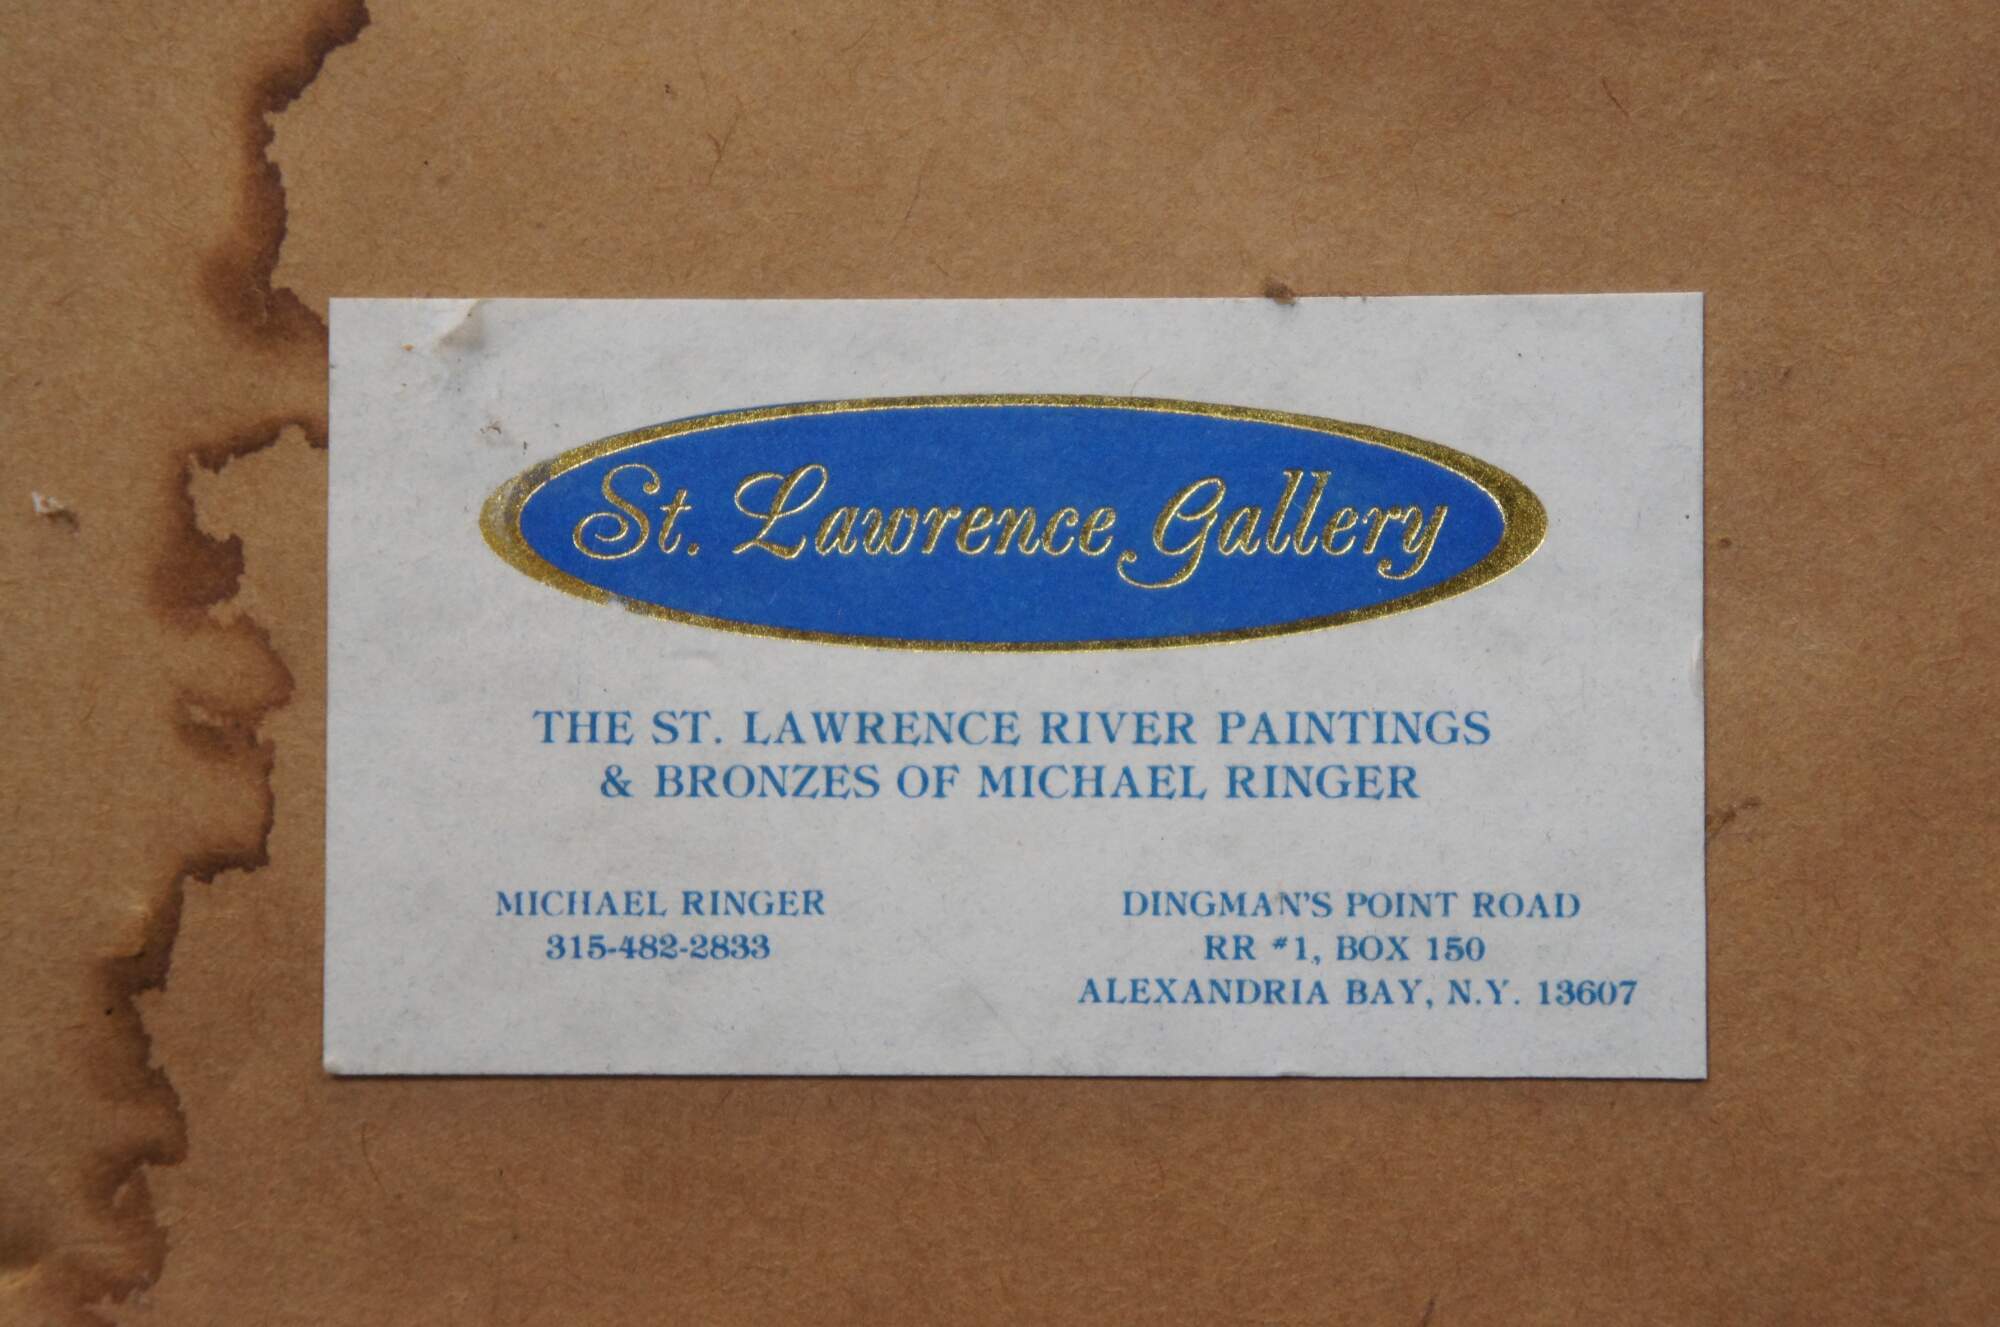 St. Lawrence Gallery
THE ST. LAWRENCE RIVER PAINTINGS
& BRONZES OF MICHAEL RINGER
MICHAEL RINGER
315-482-2833
DINGMAN'S POINT ROAD
RR #1, BOX 150
ALEXANDRIA BAY, N.Y. 13607